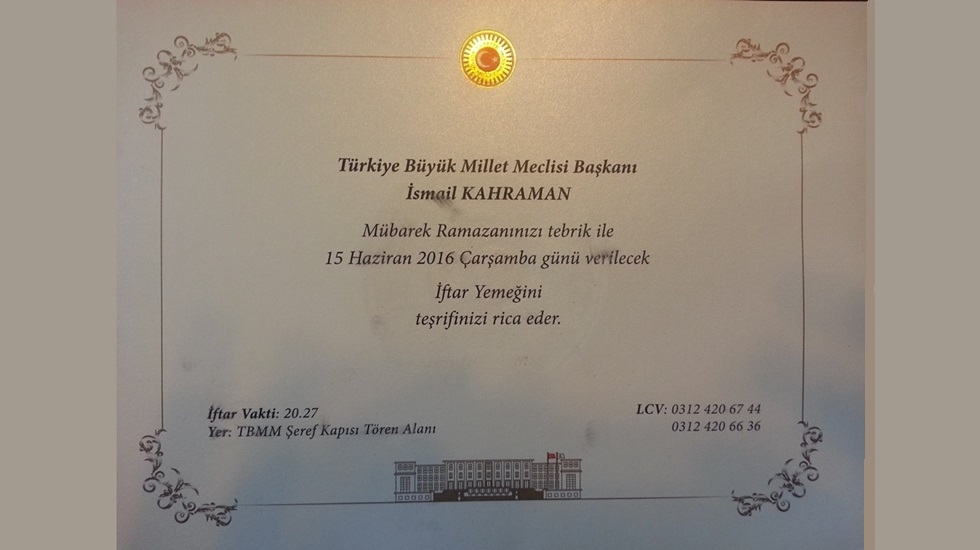 Türkiye Büyük Millet Meclisi Başkanı
İsmail KAHRAMAN
Mübarek Ramazanınızı tebrik ile
15 Haziran 2016 Çarşamba günü verilecek
İftar Yemeğini
teşrifinizi rica eder.
İftar Vakti: 20.27
Yer: TBMM Şeref Kapısı Tören Alanı
LCV: 0312 420 67 44
0312 420 66 36